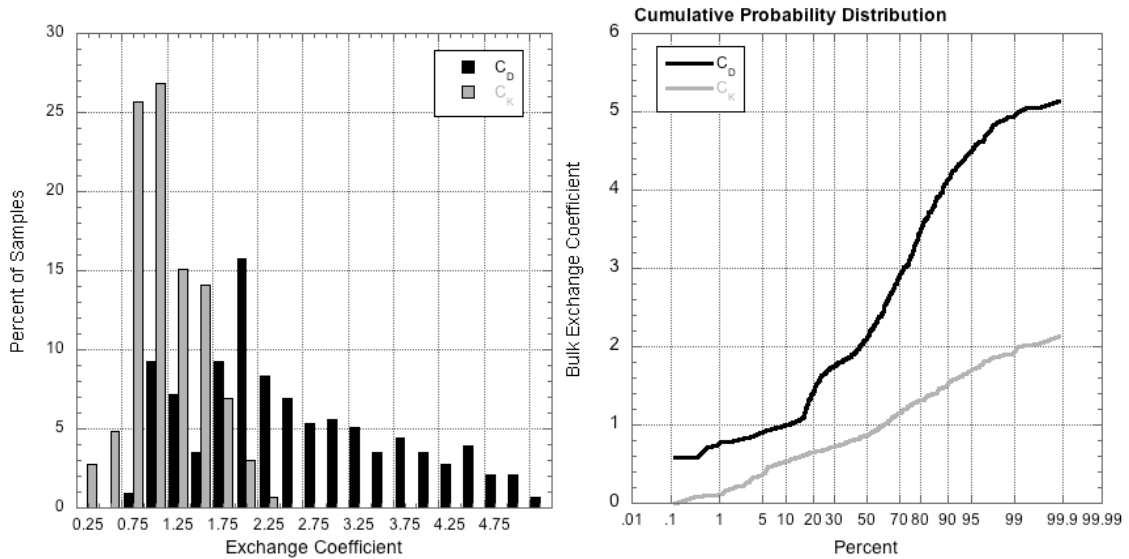 30
25
20
15
10
5
0
Percent of Samples
C_D
C_K
0.25 0.75 1.25 1.75 2.25 2.75 3.25 3.75 4.25 4.75
Exchange Coefficient
Cumulative Probability Distribution
6
5
4
3
2
1
0
Bulk Exchange Coefficient
C_D
C_K
.01 .1 1 5 10 20 30 50 70 80 90 95 99 99.9 99.99
Percent